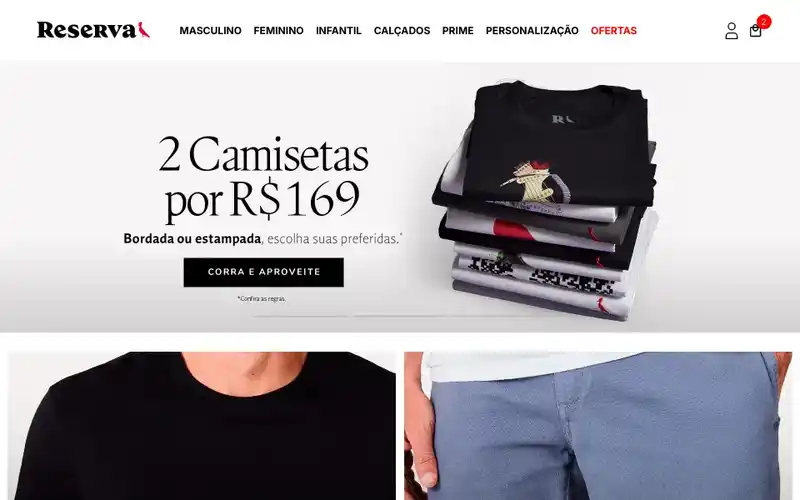 Reserva
MASCULINO FEMININO INFANTIL CALÇADOS PRIME PERSONALIZAÇÃO OFERTAS
2
2 Camisetas
por R$ 169
Bordada ou estampada, escolha suas preferidas.*
CORRA E APROVEITE
*Confira as regras.